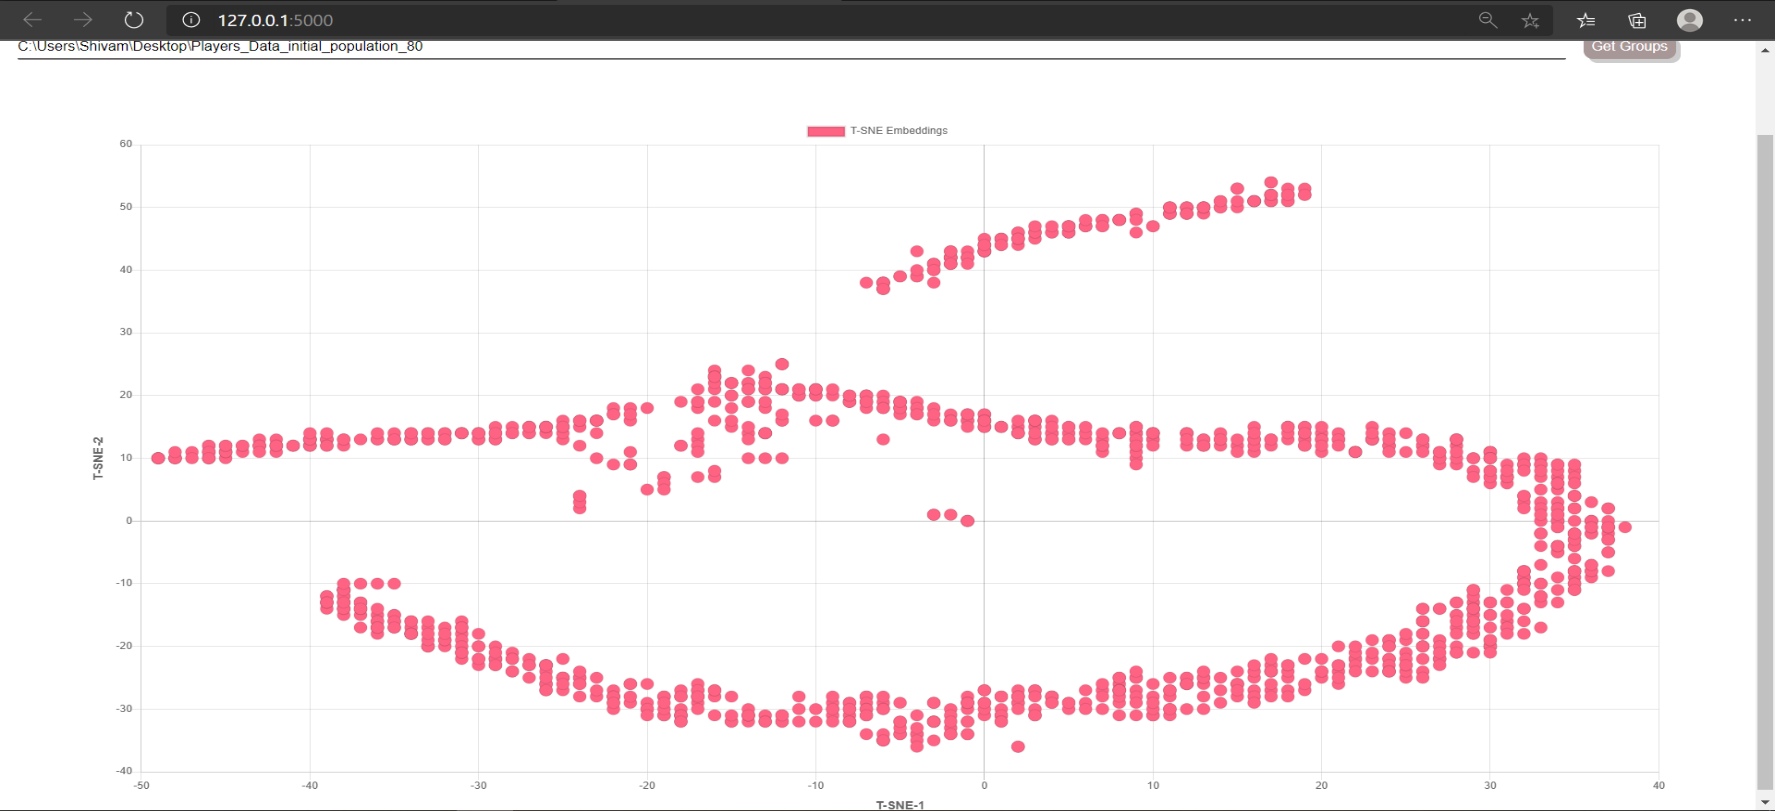 127.0.0.1:5000
C:\Users\Shivam\Desktop\Players_Data_initial_population_80
Get Groups
T-SNE Embeddings
60
50
40
30
20
10
0
-10
-20
-30
-40
T-SNE-2
-50 -40 -30 -20 -10 0 10 20 30 40
T-SNE-1